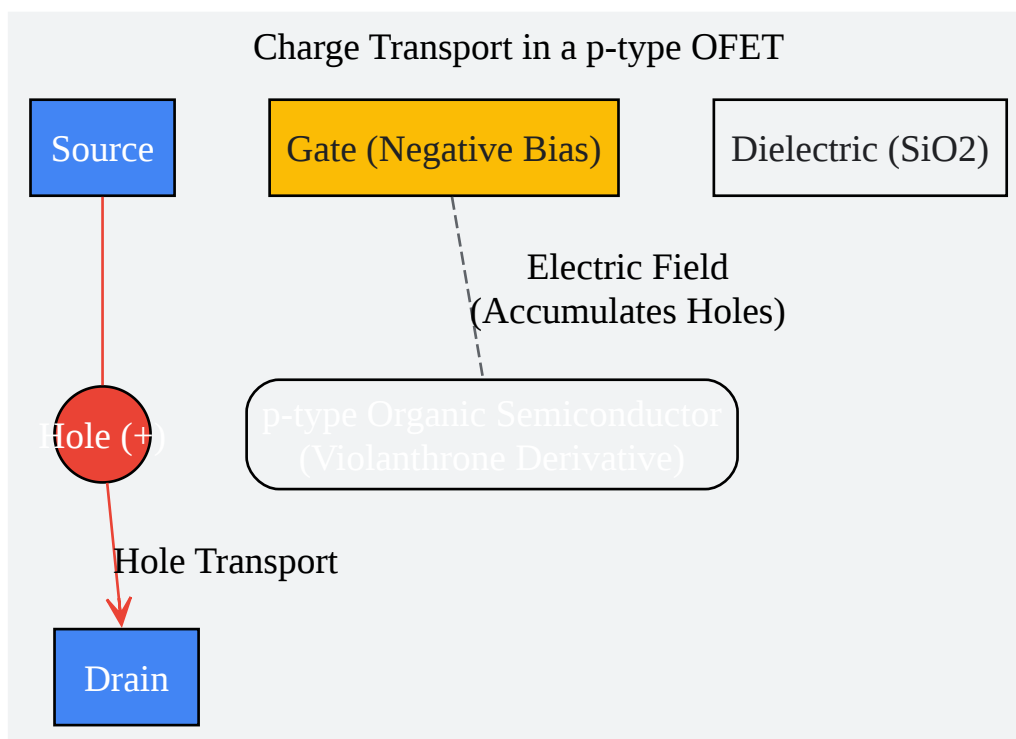 Charge Transport in a p-type OFET
Source
Gate (Negative Bias)
Dielectric (SiO2)
Electric Field
(Accumulates Holes)
p-type Organic Semiconductor
(Violanthrone Derivative)
Hole (+)
Hole Transport
Drain